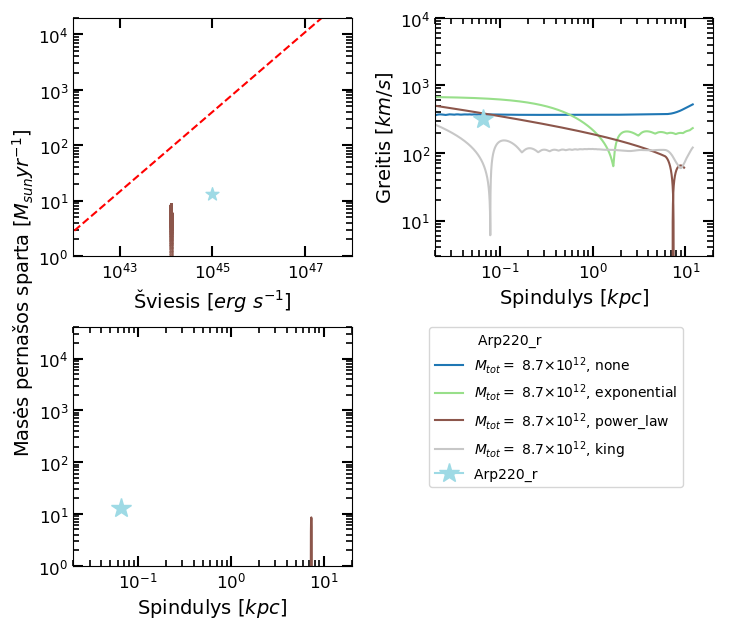 10^4
10^3
10^2
10^1
10^0
10^43
10^45
10^47
Šviesis [erg s^−1]
Masės pernašos sparta [M_sun yr^−1]
10^4
10^3
10^2
10^1
Greitis [km/s]
10^−1
10^0
10^1
Spindulys [kpc]
10^4
10^3
10^2
10^1
10^0
10^−1
10^0
10^1
Spindulys [kpc]
Arp220_r
M_tot = 8.7×10^12, none
M_tot = 8.7×10^12, exponential
M_tot = 8.7×10^12, power_law
M_tot = 8.7×10^12, king
Arp220_r